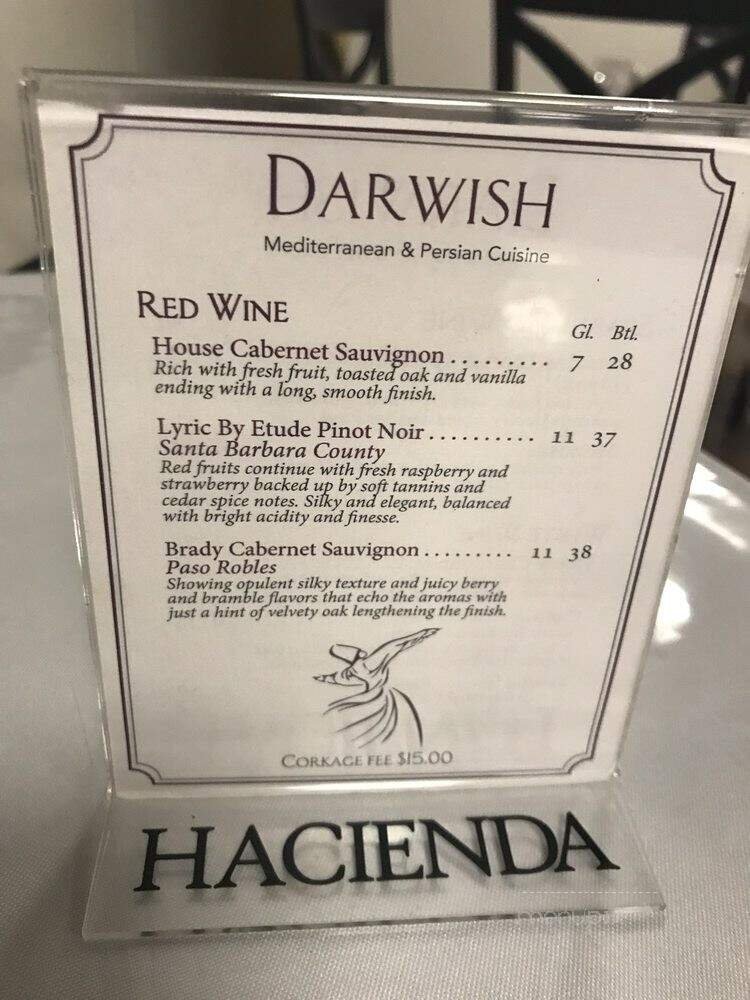 DARWISH
Mediterranean & Persian Cuisine
RED WINE
Gl. Btl.
House Cabernet Sauvignon ......... 7 28
Rich with fresh fruit, toasted oak and vanilla
ending with a long, smooth finish.
Lyric By Etude Pinot Noir .......... 11 37
Santa Barbara County
Red fruits continue with fresh raspberry and
strawberry backed up by soft tannins and
cedar spice notes. Silky and elegant, balanced
with bright acidity and finesse.
Brady Cabernet Sauvignon ......... 11 38
Paso Robles
Showing opulent silky texture and juicy berry
and bramble flavors that echo the aromas with
just a hint of velvety oak lengthening the finish.
CORKAGE FEE $15.00
HACIENDA